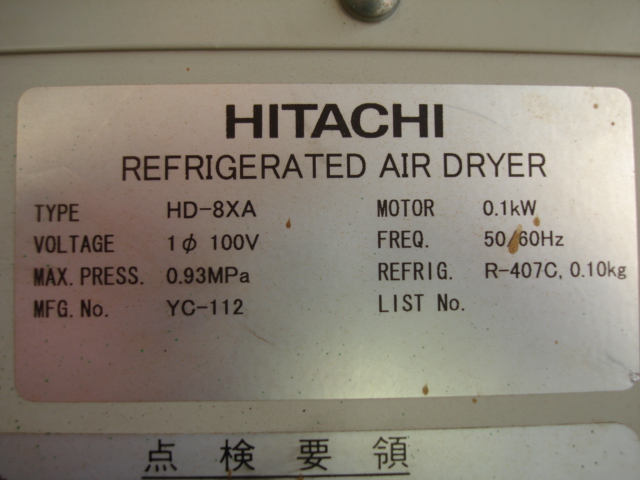 HITACHI
REFRIGERATED AIR DRYER
TYPE HD-8XA MOTOR 0.1kW
VOLTAGE 1φ 100V FREQ. 50/60Hz
MAX. PRESS. 0.93MPa REFRIG. R-407C, 0.10kg
MFG. No. YC-112 LIST No.
点検要領